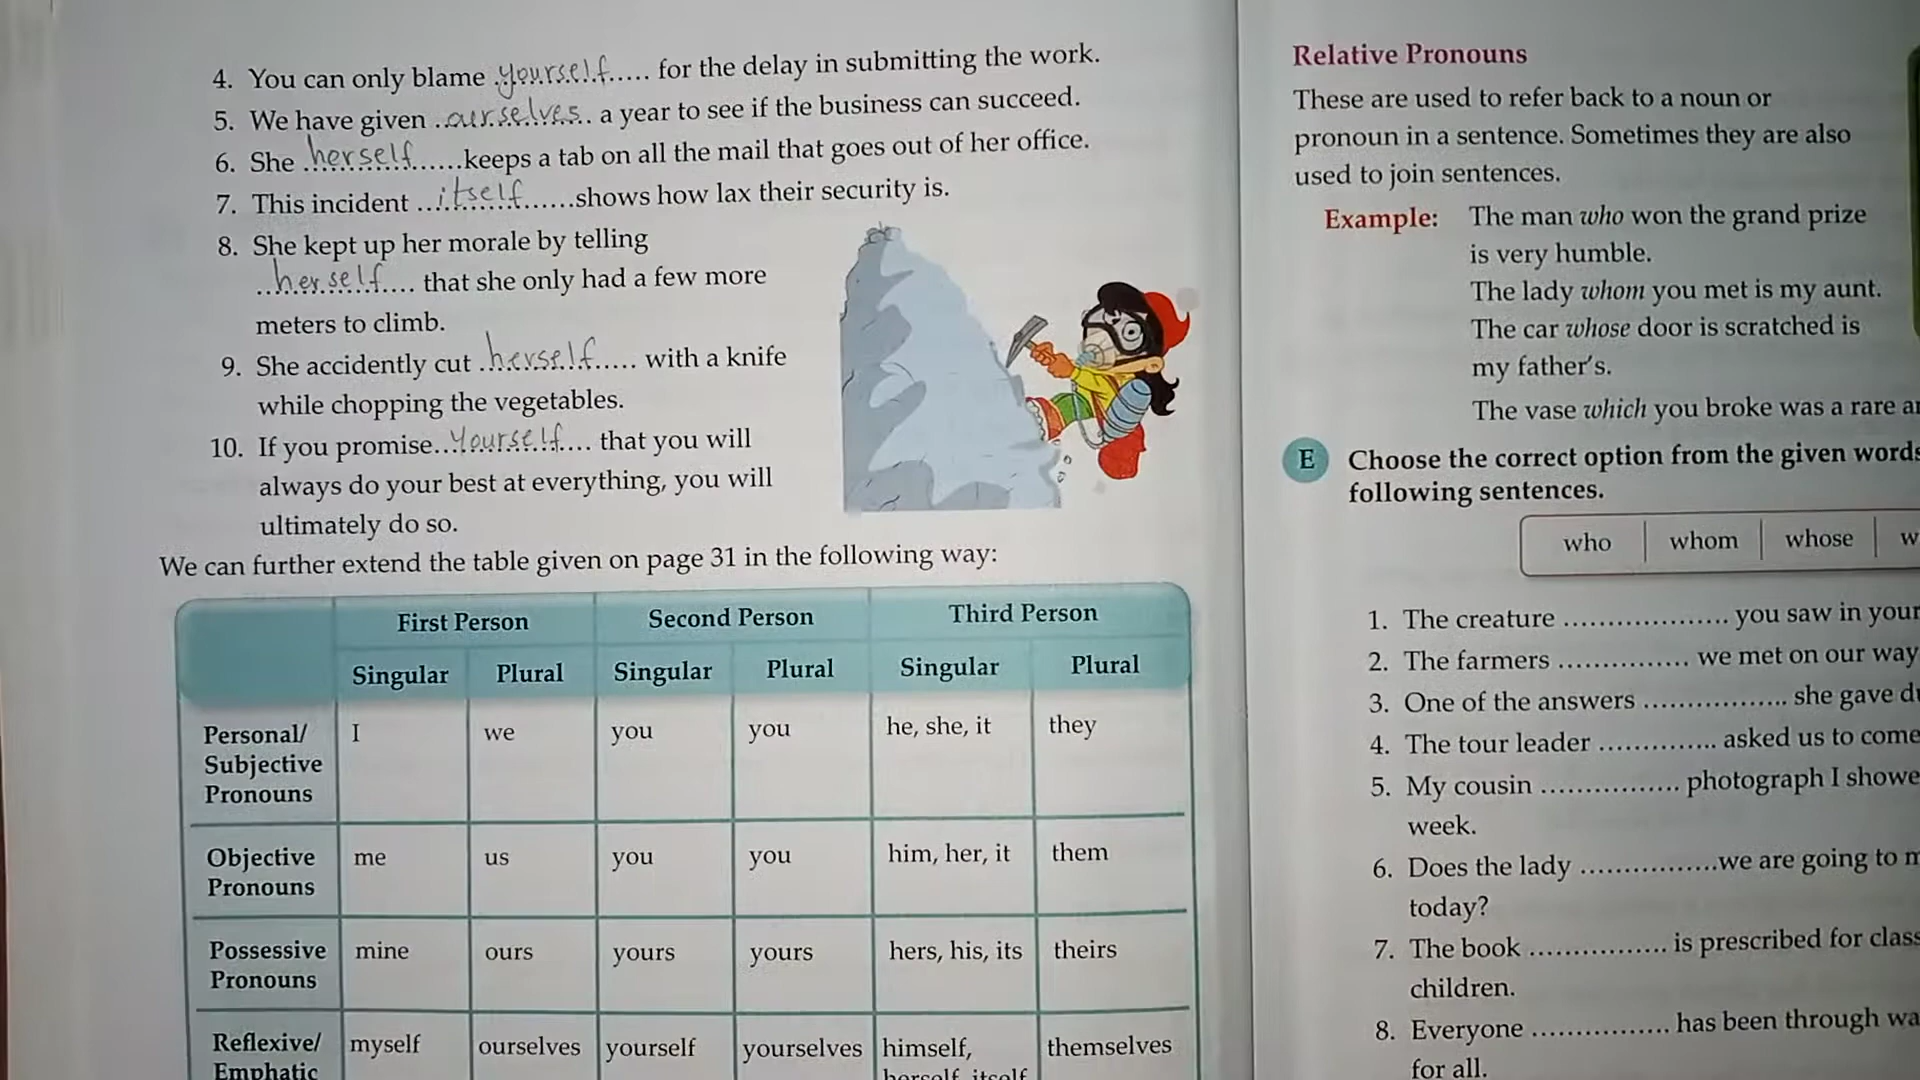 4. You can only blame yourself..... for the delay in submitting the work.
5. We have given ..ourselves.. a year to see if the business can succeed.
6. She herself......keeps a tab on all the mail that goes out of her office.
7. This incident ...itself......shows how lax their security is.
8. She kept up her morale by telling
..herself.... that she only had a few more
meters to climb.
9. She accidently cut ..herself..... with a knife
while chopping the vegetables.
10. If you promise...yourself.... that you will
always do your best at everything, you will
ultimately do so.
We can further extend the table given on page 31 in the following way:
First Person Second Person Third Person
Singular Plural Singular Plural Singular Plural
Personal/
Subjective
Pronouns
I we you you he, she, it they
Objective
Pronouns
me us you you him, her, it them
Possessive
Pronouns
mine ours yours yours hers, his, its theirs
Reflexive/
Emphatic
myself ourselves yourself yourselves himself,
herself, itself
themselves
Relative Pronouns
These are used to refer back to a noun or
pronoun in a sentence. Sometimes they are also
used to join sentences.
Example: The man who won the grand prize
is very humble.
The lady whom you met is my aunt.
The car whose door is scratched is
my father's.
The vase which you broke was a rare
E Choose the correct option from the given words
following sentences.
who | whom | whose |
1. The creature .................... you saw in your
2. The farmers ................ we met on our way
3. One of the answers ................. she gave
4. The tour leader .............. asked us to come
5. My cousin ................. photograph I
week.
6. Does the lady .................we are going to
today?
7. The book ................. is prescribed for class
children.
8. Everyone ................. has been through
for all.